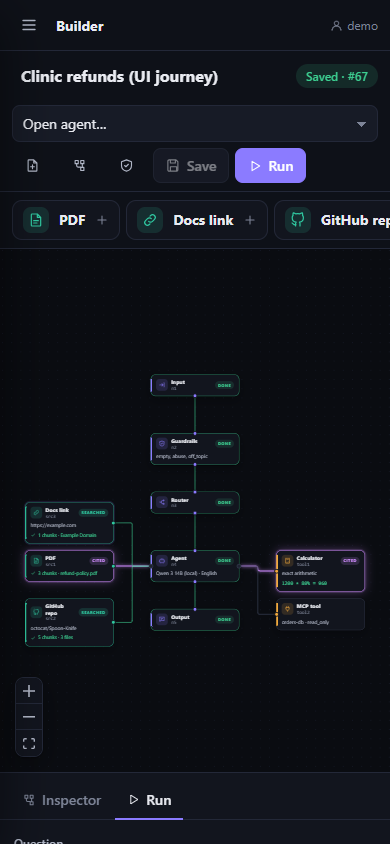 Builder
demo
Clinic refunds (UI journey)
Saved · #67
Open agent...
Save
Run
PDF
Docs link
GitHub rep
Input
DONE
Guardrails
DONE
empty, abuse, off_topic
Router
DONE
Docs link
SEARCHED
https://example.com
✓ 1 chunks · Example Domain
PDF
CITED
✓ 3 chunks · refund-policy.pdf
Agent
DONE
Qwen 3 14B (local) · English
Calculator
CITED
exact arithmetic
1200 × 80% = 960
GitHub
repo
SEARCHED
octocat/Spoon-Knife
✓ 5 chunks · 3 files
Output
DONE
MCP tool
orders-db · read_only
Inspector
Run
Question